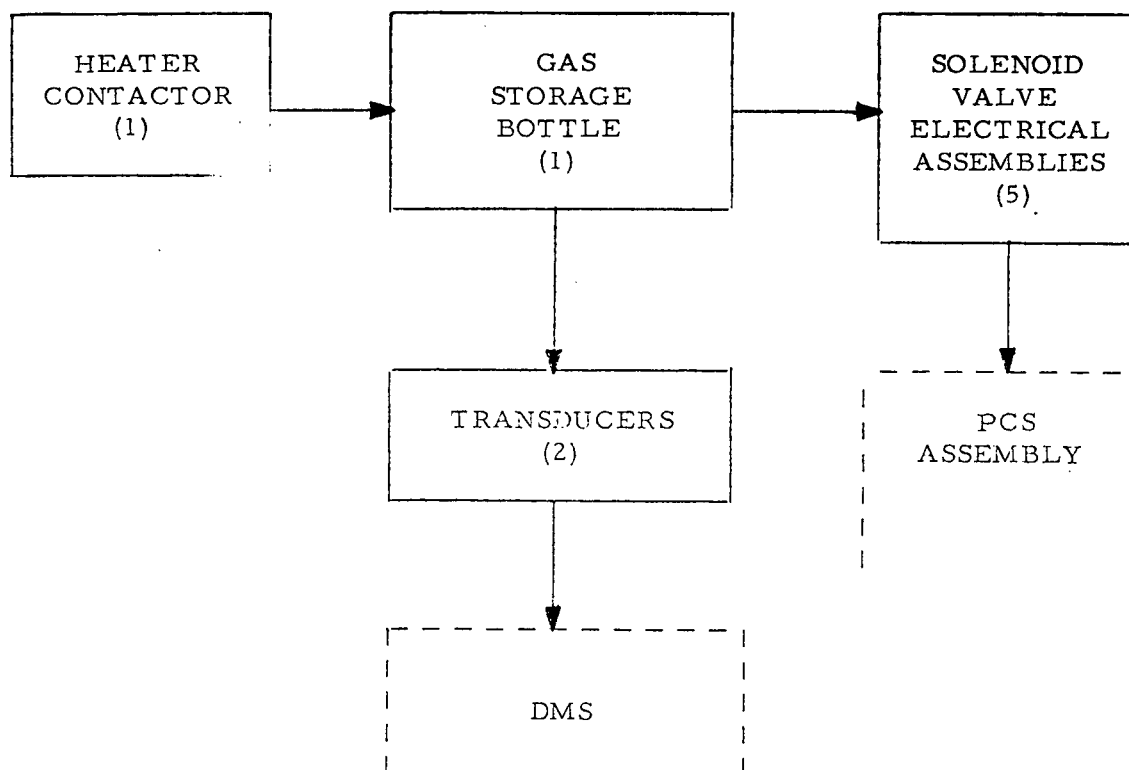 HEATER
CONTACTOR
(1)
GAS
STORAGE
BOTTLE
(1)
SOLENOID
VALVE
ELECTRICAL
ASSEMBLIES
(5)
TRANSDUCERS
(2)
PCS
ASSEMBLY
DMS